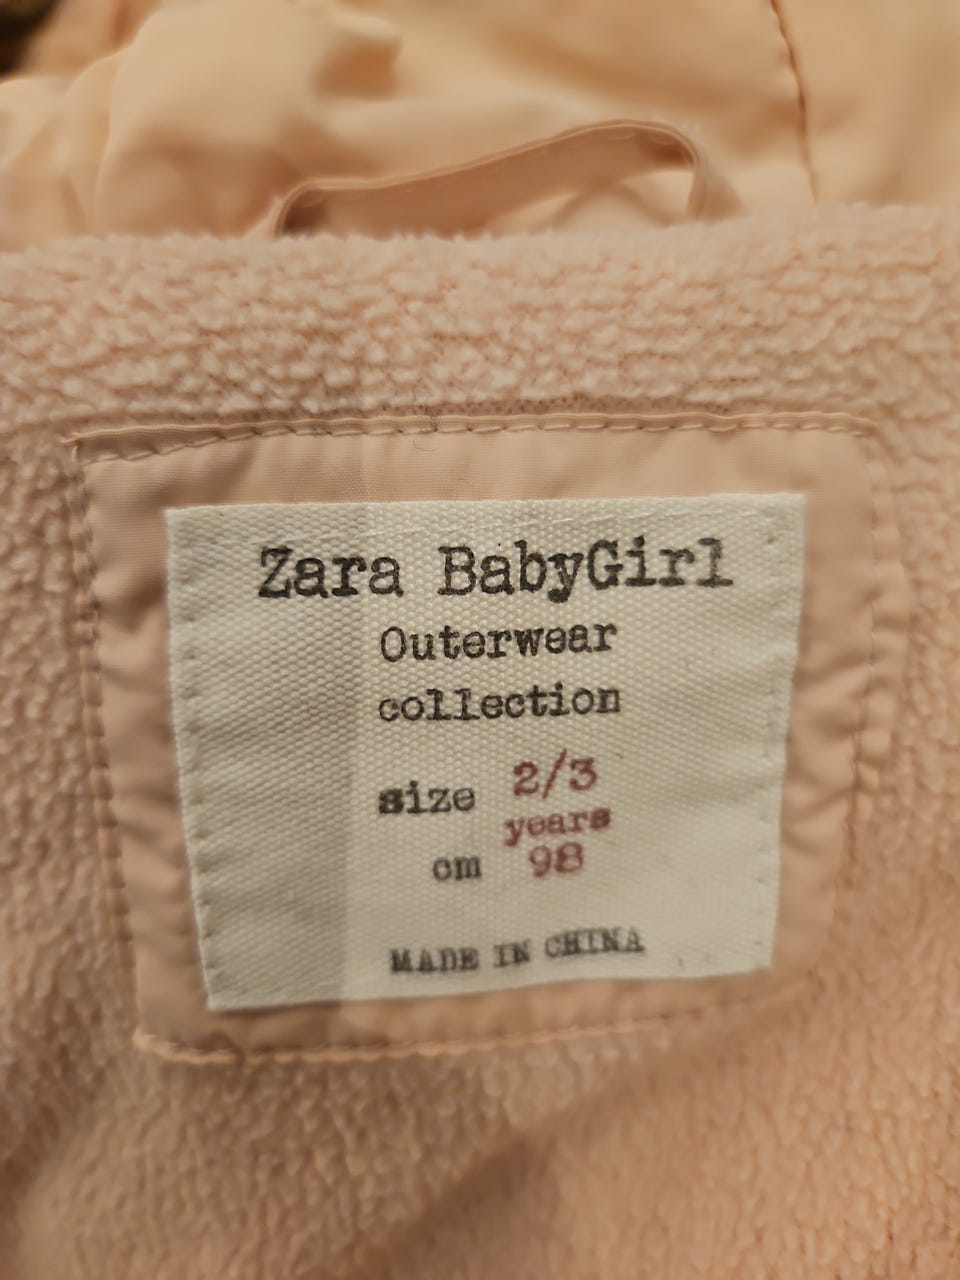 Zara BabyGirl
Outerwear
collection
size 2/3
years
cm 98
MADE IN CHINA